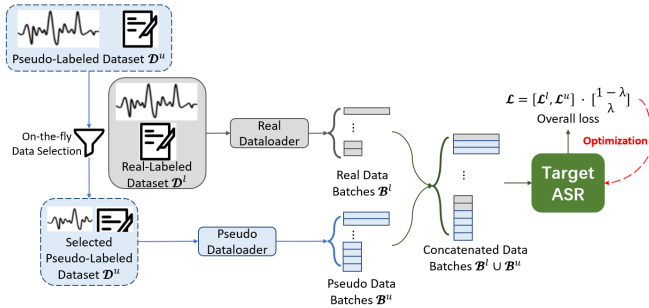 Pseudo-Labeled Dataset 𝓓ᵘ
On-the-fly
Data Selection
Real-Labeled
Dataset 𝓓ˡ
Real
Dataloader
Real Data
Batches 𝓑ˡ
Selected
Pseudo-Labeled
Dataset 𝓓ᵘ
Pseudo
Dataloader
Pseudo Data
Batches 𝓑ᵘ
Concatenated Data
Batches 𝓑ˡ ∪ 𝓑ᵘ
𝓛 = [𝓛ˡ, 𝓛ᵘ] · [1 − λ
λ]
Overall loss
Optimization
Target
ASR